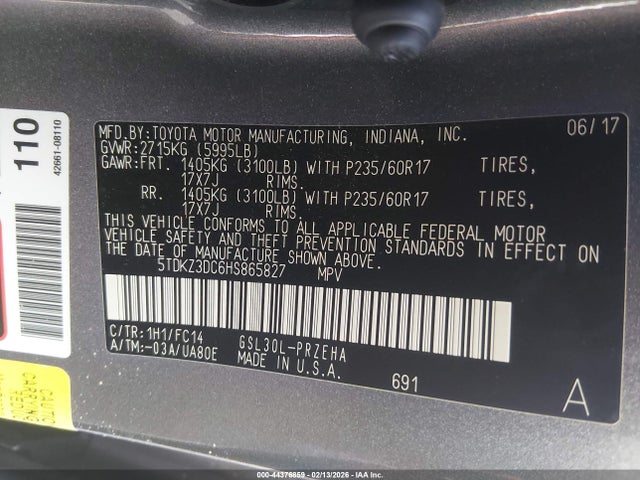 MFD.BY:TOYOTA MOTOR MANUFACTURING, INDIANA, INC. 06/17
GVWR:2715KG (5995LB)
GAWR:FRT. 1405KG (3100LB) WITH P235/60R17 TIRES,
17X7J RIMS.
RR. 1405KG (3100LB) WITH P235/60R17 TIRES,
17X7J RIMS.
THIS VEHICLE CONFORMS TO ALL APPLICABLE FEDERAL MOTOR
VEHICLE SAFETY AND THEFT PREVENTION STANDARDS IN EFFECT ON
THE DATE OF MANUFACTURE SHOWN ABOVE.
5TDKZ3DC6HS865827 MPV
C/TR:1H1/FC14 GSL30L-PRZEHA
A/TM:-03A/UA80E MADE IN U.S.A.
691
A
110
42661-08110
000-44376859 - 02/13/2026 - IAA Inc.